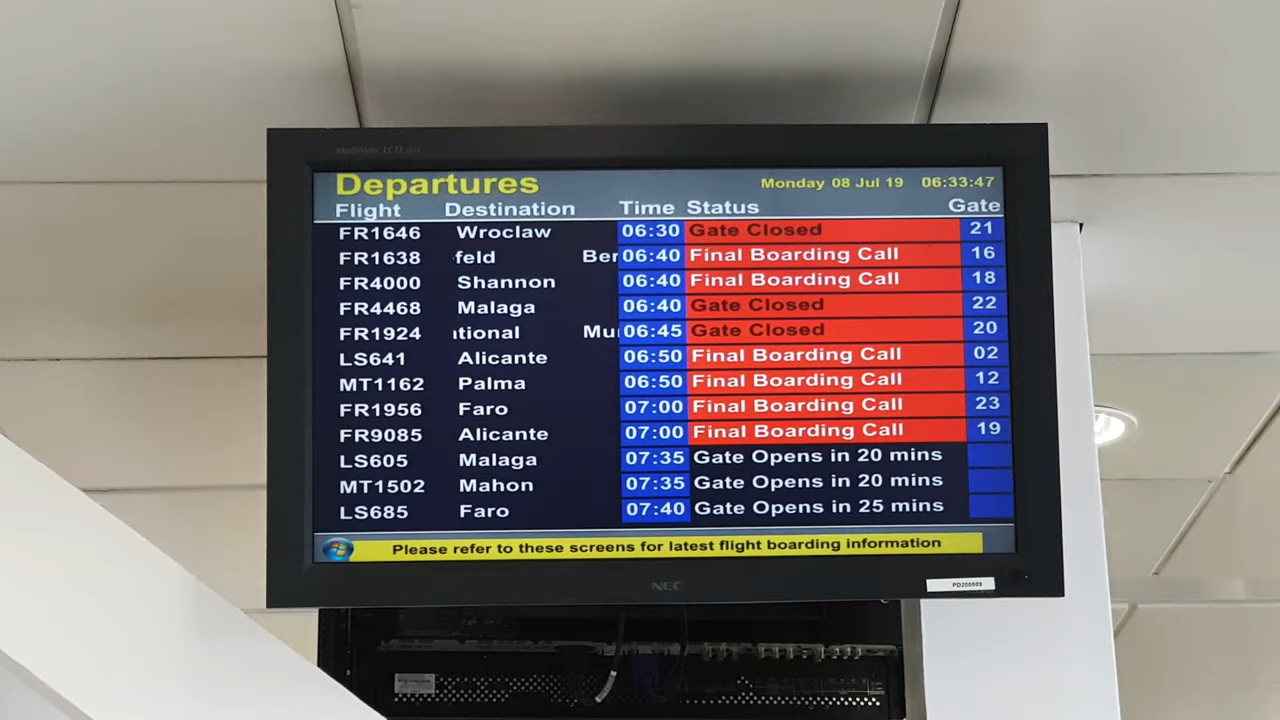 MultiSync LCD
Departures Monday 08 Jul 19 06:33:47
Flight Destination Time Status Gate
FR1646 Wroclaw 06:30 Gate Closed 21
FR1638 feld Ber 06:40 Final Boarding Call 16
FR4000 Shannon 06:40 Final Boarding Call 18
FR4468 Malaga 06:40 Gate Closed 22
FR1924 tional Mu 06:45 Gate Closed 20
LS641 Alicante 06:50 Final Boarding Call 02
MT1162 Palma 06:50 Final Boarding Call 12
FR1956 Faro 07:00 Final Boarding Call 23
FR9085 Alicante 07:00 Final Boarding Call 19
LS605 Malaga 07:35 Gate Opens in 20 mins
MT1502 Mahon 07:35 Gate Opens in 20 mins
LS685 Faro 07:40 Gate Opens in 25 mins
Please refer to these screens for latest flight boarding information
NEC